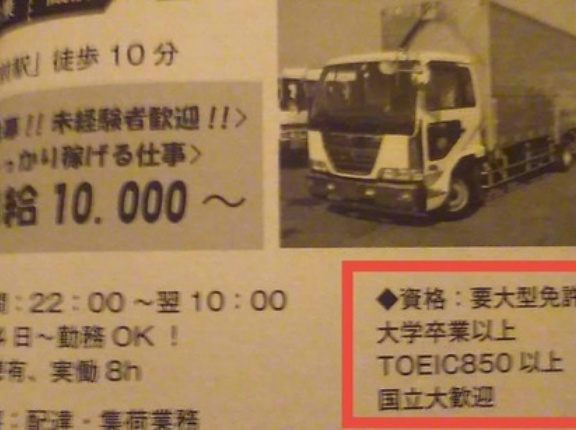 駅」徒歩 10 分
事!! 未経験者歓迎!!>
っかり稼げる仕事>
給 10.000 〜
間:22:00 〜翌 10:00
日〜勤務 OK !
有、実働 8h
:配達・集荷業務
◆資格:要大型免許
大学卒業以上
TOEIC850 以上
国立大歓迎